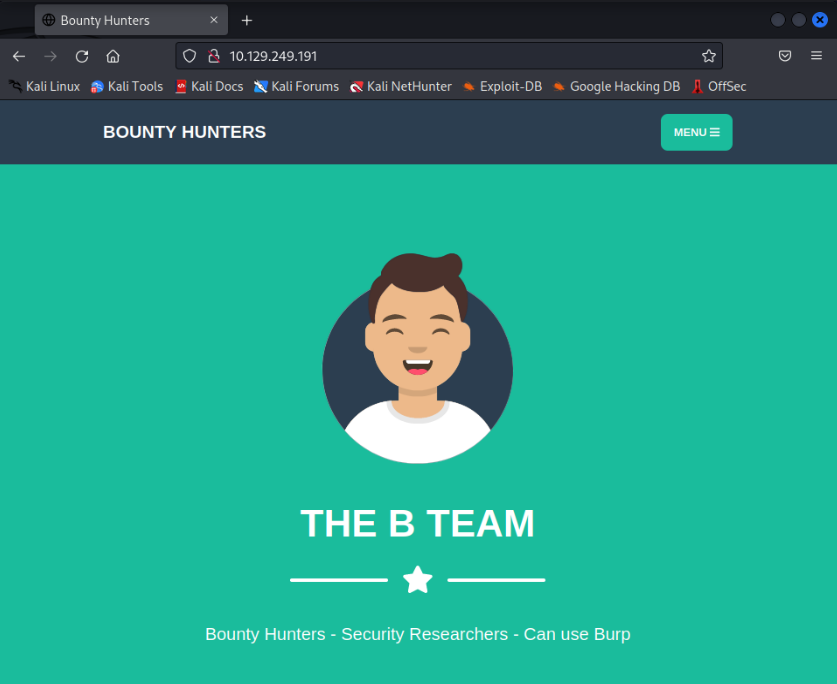 Bounty Hunters
10.129.249.191
Kali Linux Kali Tools Kali Docs Kali Forums Kali NetHunter Exploit-DB Google Hacking DB OffSec
BOUNTY HUNTERS
MENU
THE B TEAM
Bounty Hunters - Security Researchers - Can use Burp